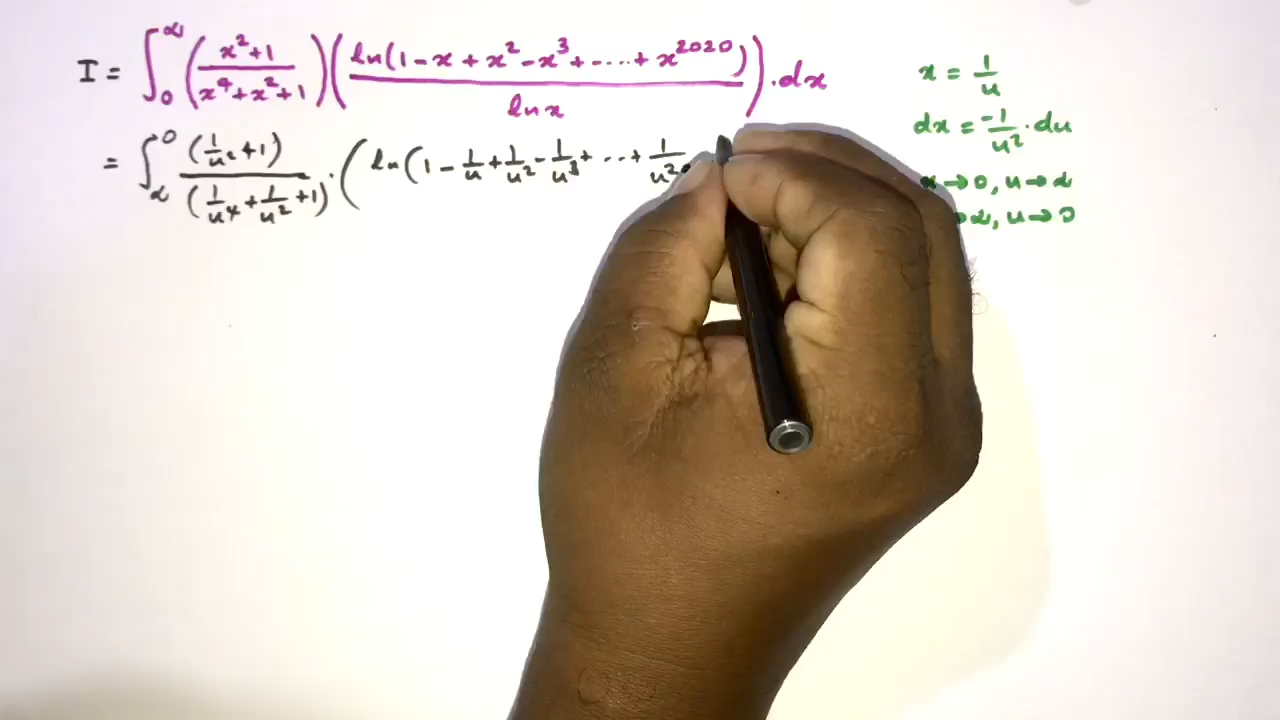 I = ∫₀^∞ ((x²+1)/(x⁴+x²+1)) (ln(1-x+x²-x³+-...+x²⁰²⁰)/ln x).dx
= ∫_∞^0 (1/u²+1)/(1/u⁴+1/u²+1) . (ln(1-1/u+1/u²-1/u³+...+1/u²
x = 1/u
dx = -1/u².du
→0, u→∞
→∞, u→0